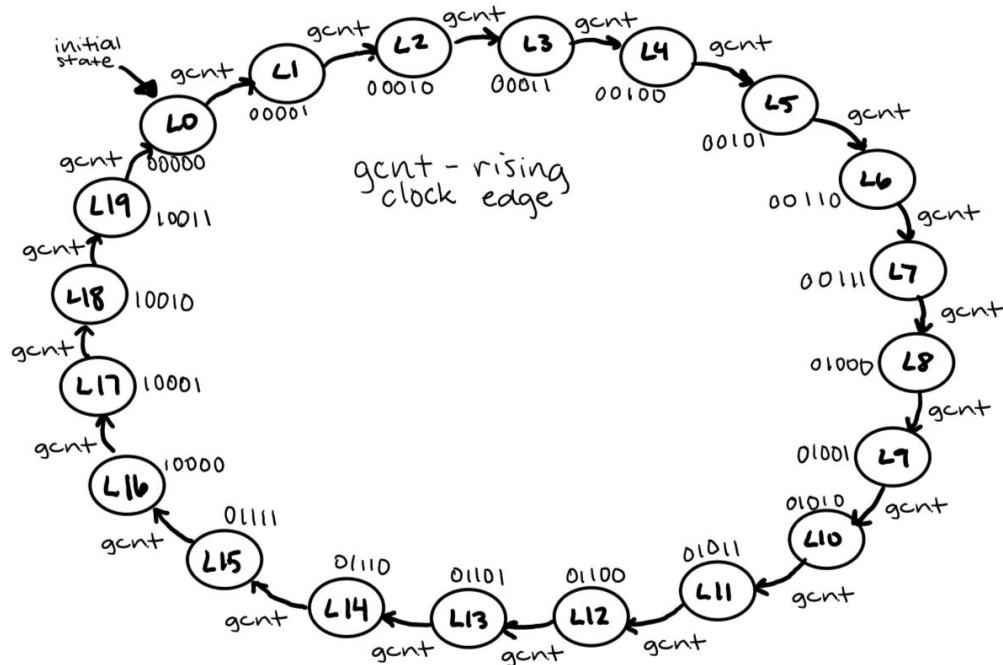 initial
state
gcnt - rising
clock edge
L0
00000
gcnt
L1
00001
gcnt
L2
00010
gcnt
L3
00011
gcnt
L4
00100
gcnt
L5
00101
gcnt
L6
00110
gcnt
L7
00111
gcnt
L8
01000
gcnt
L9
01001
gcnt
L10
01010
gcnt
L11
01011
gcnt
L12
01100
gcnt
L13
01101
gcnt
L14
01110
gcnt
L15
01111
gcnt
L16
10000
gcnt
L17
10001
gcnt
L18
10010
gcnt
L19
10011
gcnt